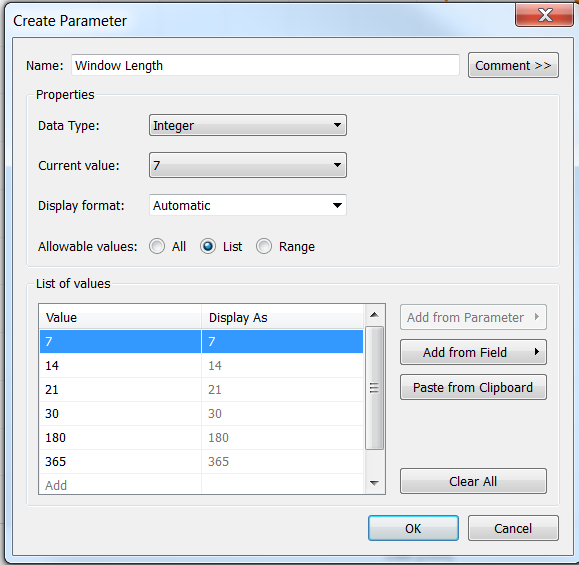 Create Parameter
Name: Window Length Comment >>
Properties
Data Type: Integer
Current value: 7
Display format: Automatic
Allowable values: All List Range
List of values
Value Display As
Add from Parameter
7 7
14 14
Add from Field
21 21
Paste from Clipboard
30 30
180 180
365 365
Add
Clear All
OK Cancel